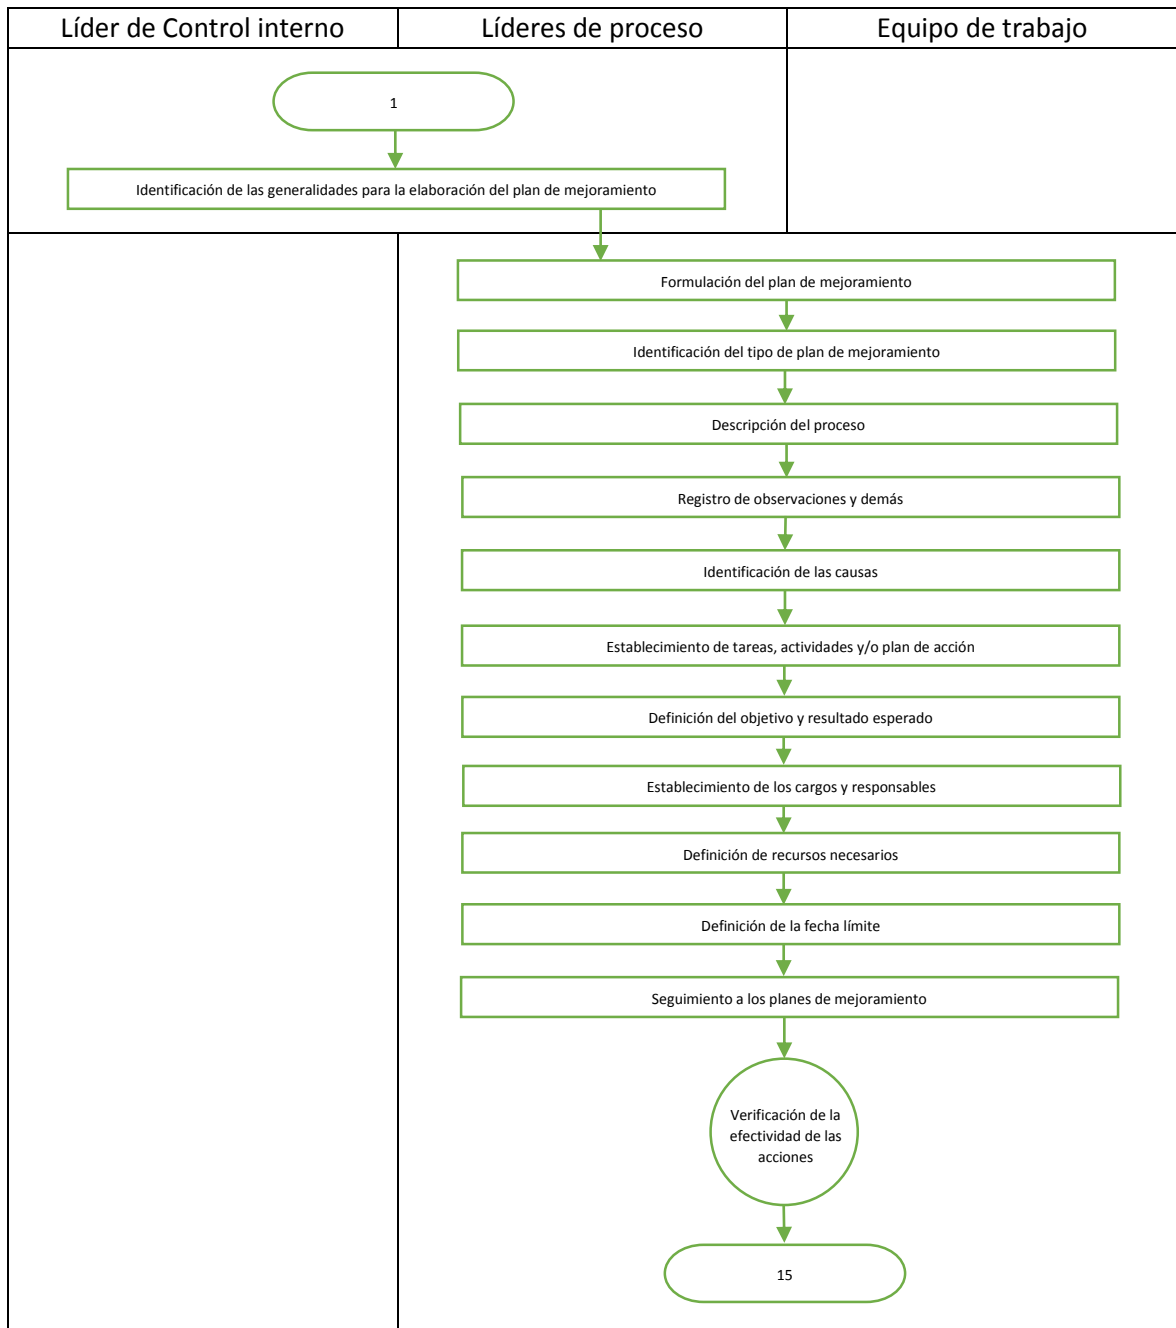 Líder de Control interno
Líderes de proceso
Equipo de trabajo
1
Identificación de las generalidades para la elaboración del plan de mejoramiento
Formulación del plan de mejoramiento
Identificación del tipo de plan de mejoramiento
Descripción del proceso
Registro de observaciones y demás
Identificación de las causas
Establecimiento de tareas, actividades y/o plan de acción
Definición del objetivo y resultado esperado
Establecimiento de los cargos y responsables
Definición de recursos necesarios
Definición de la fecha límite
Seguimiento a los planes de mejoramiento
Verificación de la
efectividad de las
acciones
15